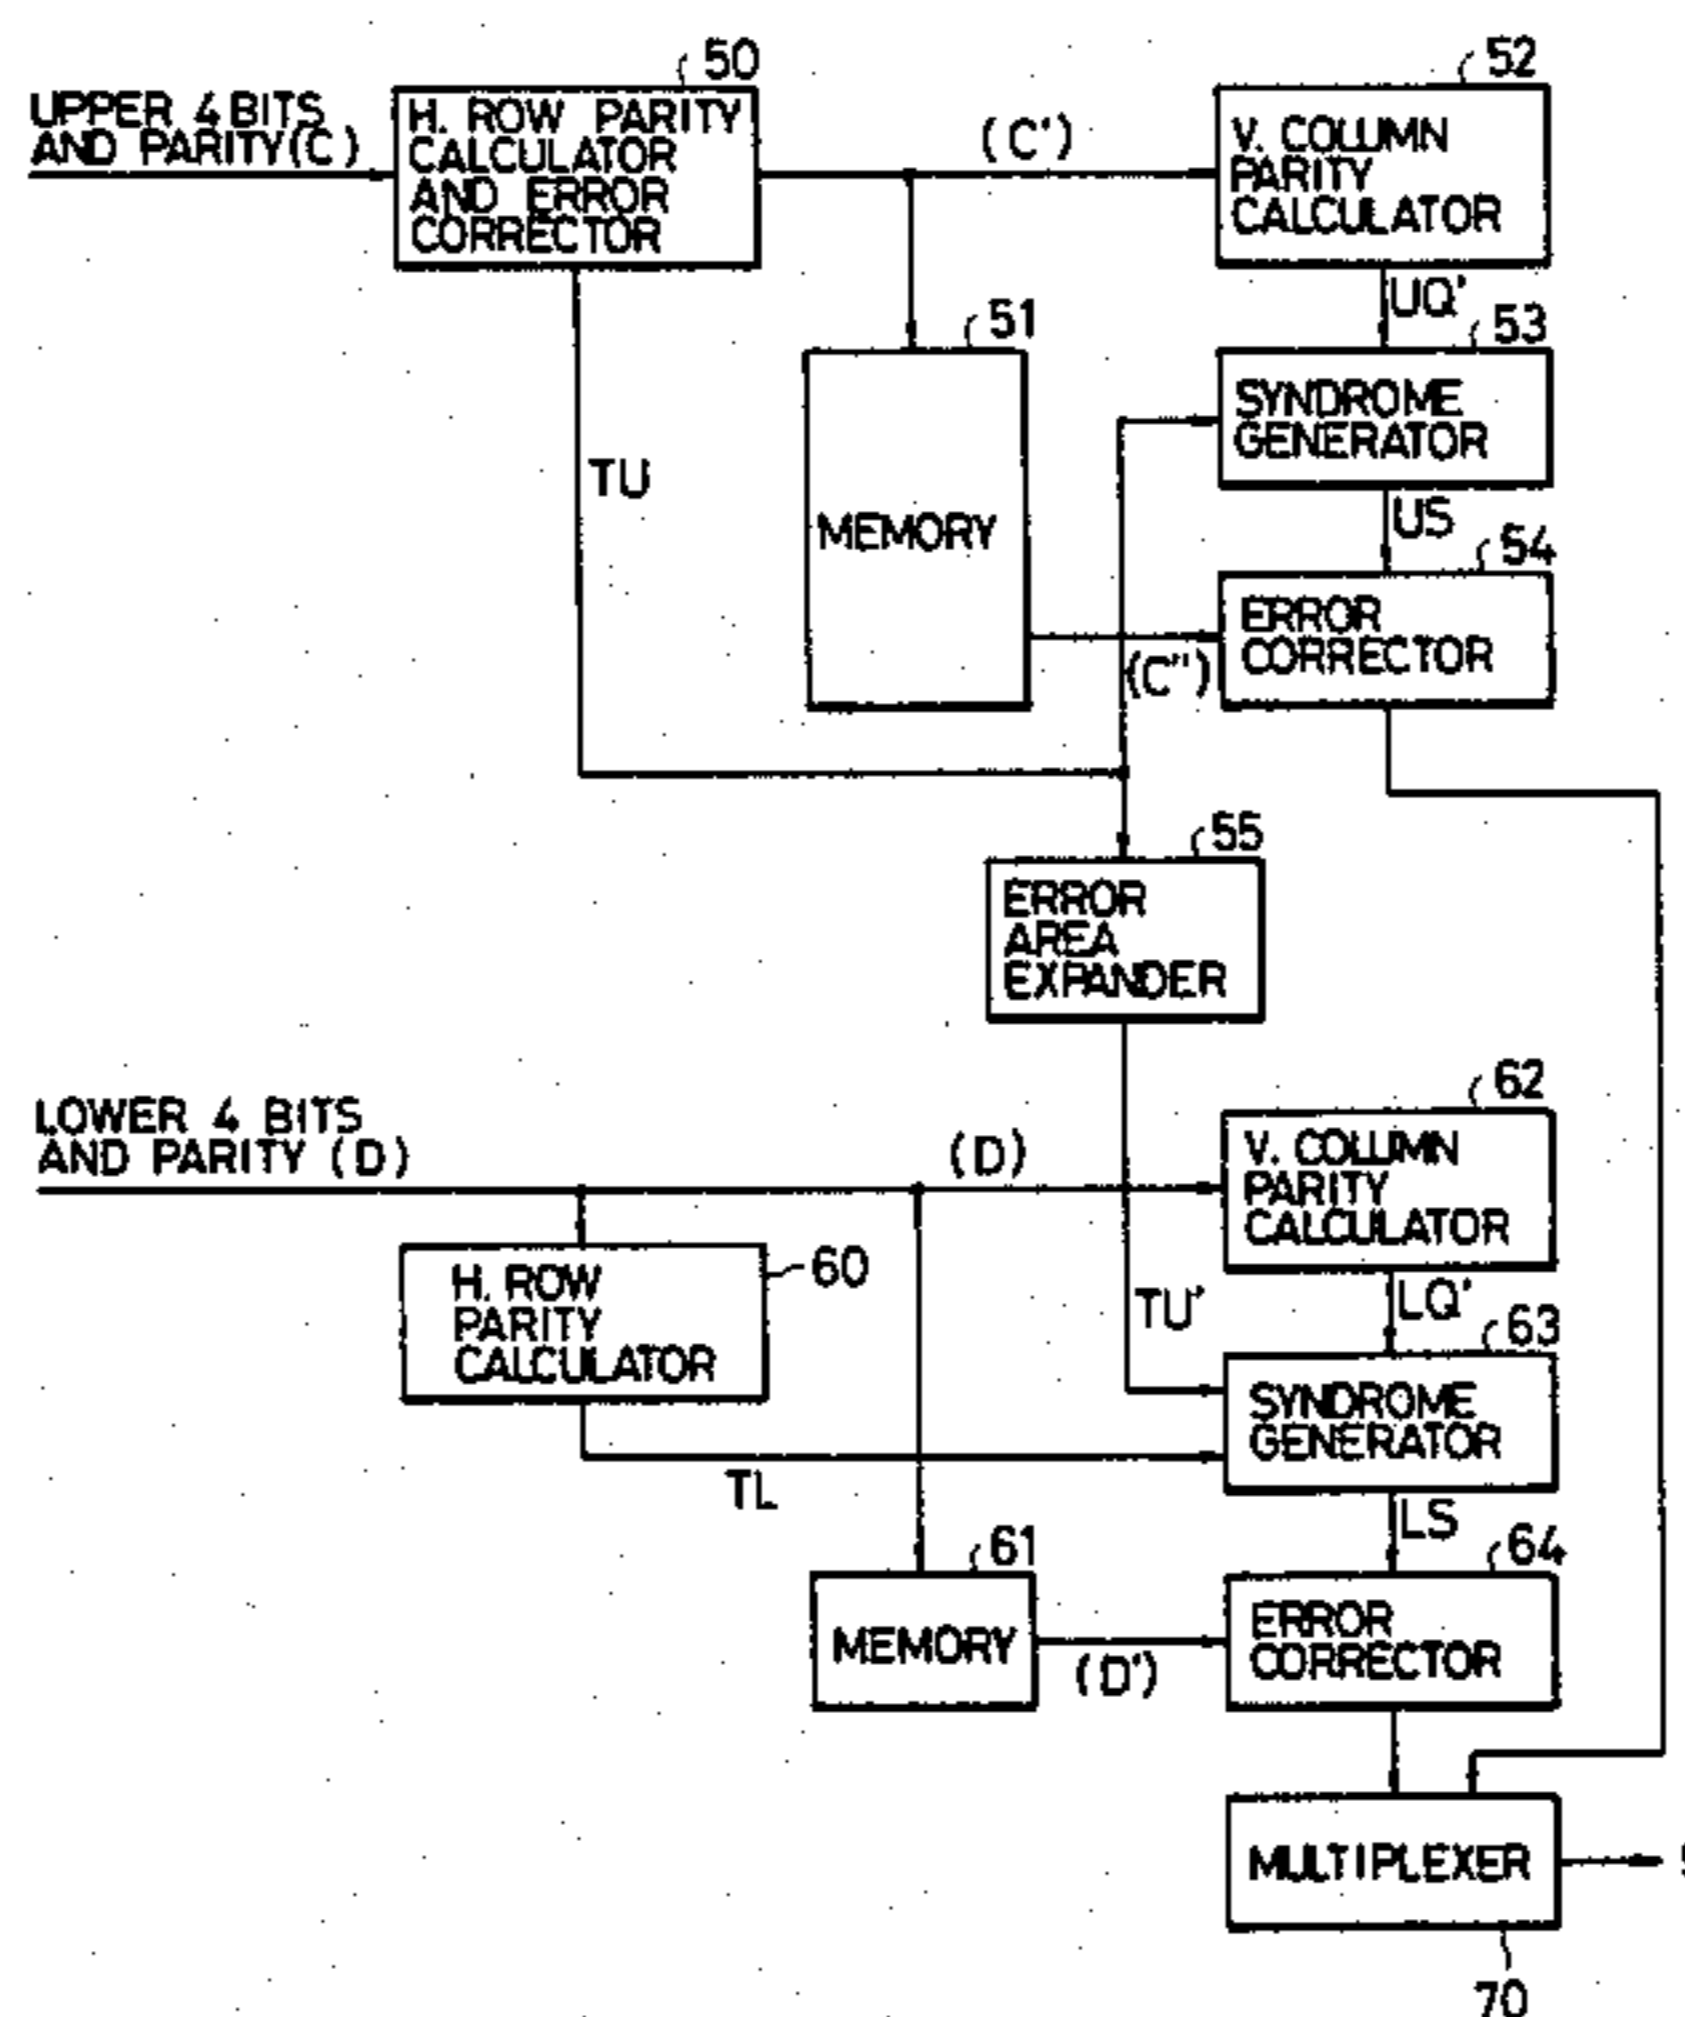 50
UPPER 4 BITS
AND PARITY (C)
H. ROW PARITY
CALCULATOR
AND ERROR
CORRECTOR
(C')
52
V. COLUMN
PARITY
CALCULATOR
UQ'
51
MEMORY
53
SYNDROME
GENERATOR
TU
US
54
ERROR
CORRECTOR
(C")
55
ERROR
AREA
EXPANDER
LOWER 4 BITS
AND PARITY (D)
(D)
62
V. COLUMN
PARITY
CALCULATOR
60
H. ROW
PARITY
CALCULATOR
TU'
LQ'
63
SYNDROME
GENERATOR
TL
LS
61
MEMORY
(D')
64
ERROR
CORRECTOR
MULTIPLEXER
70